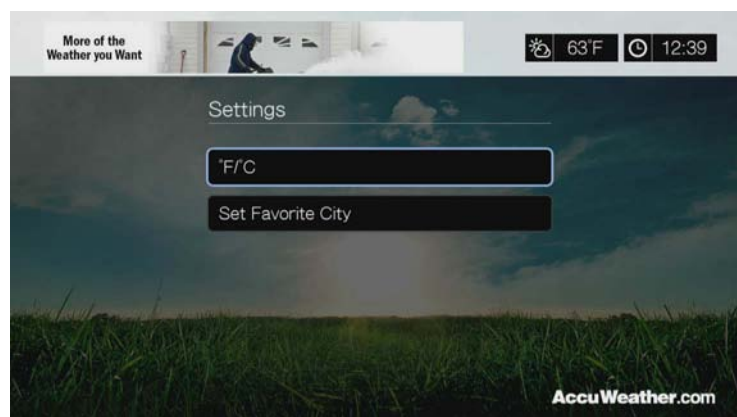 More of the
Weather you Want
63°F
12:39
Settings
°F/°C
Set Favorite City
AccuWeather.com